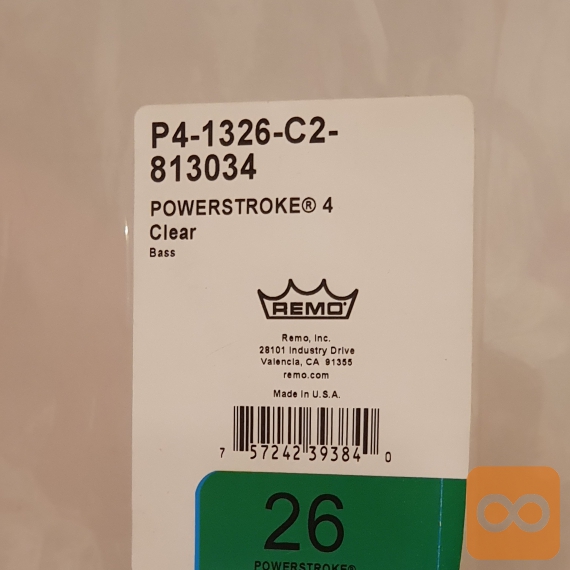 P4-1326-C2-
813034
POWERSTROKE® 4
Clear
Bass
REMO
Remo, Inc.
28101 Industry Drive
Valencia, CA 91355
remo.com
Made in U.S.A.
7 57242 39384 0
26
POWERSTROKE®